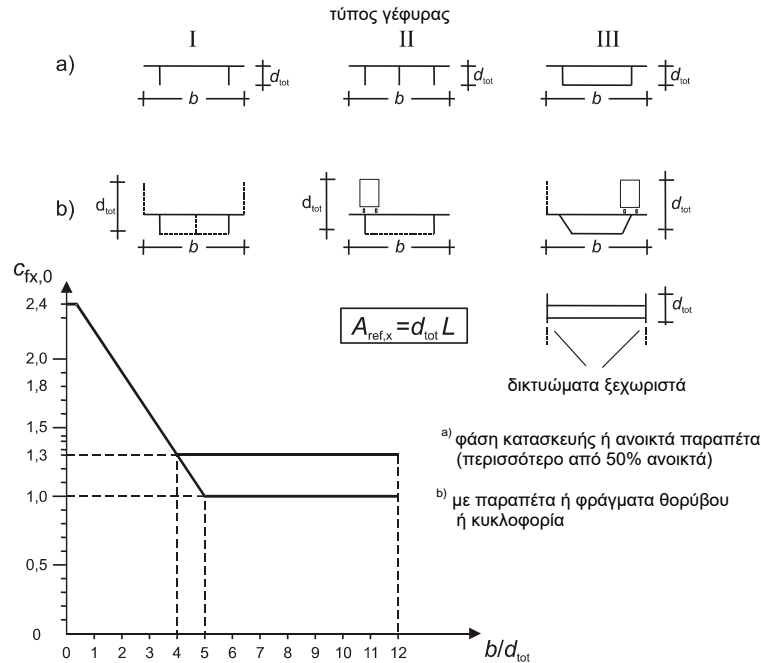 τύπος γέφυρας
I II III
a)
d_tot d_tot d_tot
b b b
b)
d_tot d_tot d_tot
b b b
c_fx,0
A_ref,x = d_tot L
d_tot
δικτυώματα ξεχωριστά
2,4
2,0
1,8
1,5
1,3
1,0
0,5
0
a) φάση κατασκευής ή ανοικτά παραπέτα
(περισσότερο από 50% ανοικτά)
b) με παραπέτα ή φράγματα θορύβου
ή κυκλοφορία
0 1 2 3 4 5 6 7 8 9 10 11 12
b/d_tot